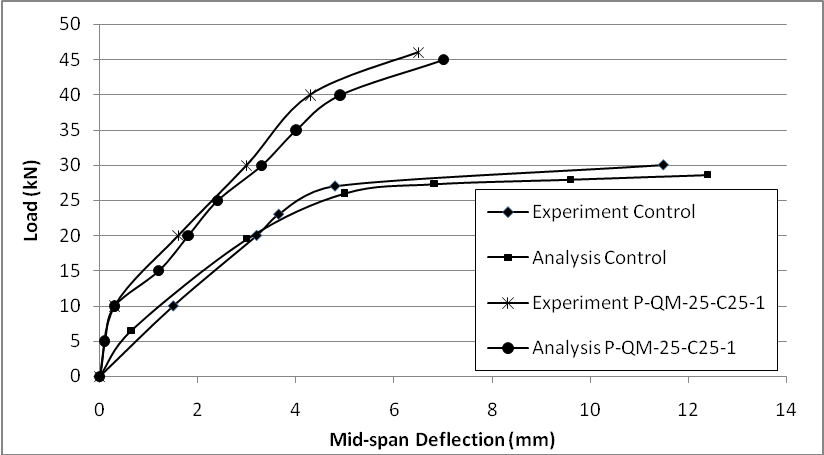 50
45
40
35
30
25
20
15
10
5
0
Load (kN)
0 2 4 6 8 10 12 14
Mid-span Deflection (mm)
Experiment Control
Analysis Control
Experiment P-QM-25-C25-1
Analysis P-QM-25-C25-1